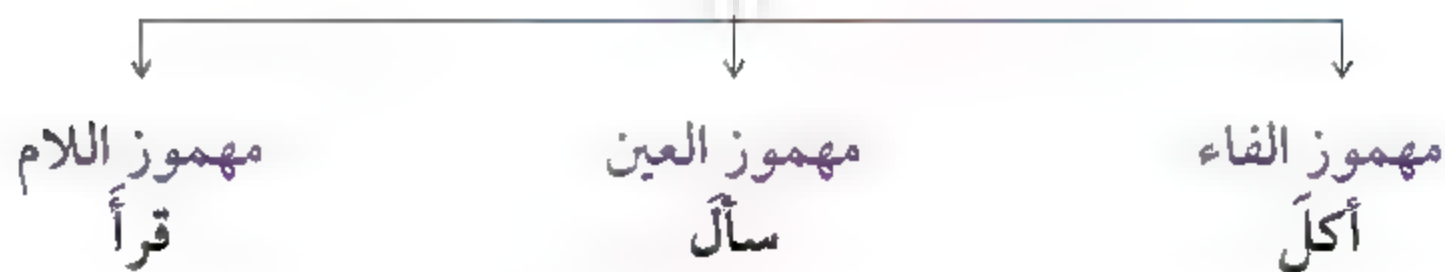 مهموز الفاء مهموز العين مهموز اللام
أكلَ سألَ قرأَ